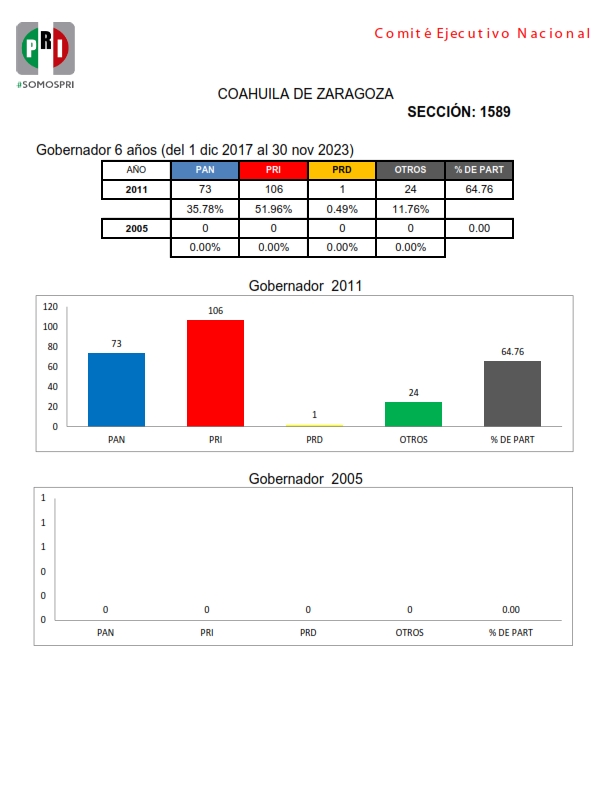 PRI
#SOMOSPRI
Comité Ejecutivo Nacional
COAHUILA DE ZARAGOZA
SECCIÓN: 1589
Gobernador 6 años (del 1 dic 2017 al 30 nov 2023)
AÑO PAN PRI PRD OTROS % DE PART
2011 73 106 1 24 64.76
35.78% 51.96% 0.49% 11.76%
2005 0 0 0 0 0.00
0.00% 0.00% 0.00% 0.00%
Gobernador 2011
120
100
80
60
40
20
0
73
106
1
24
64.76
PAN PRI PRD OTROS % DE PART
Gobernador 2005
1
1
1
0
0
0
0 0 0 0 0.00
PAN PRI PRD OTROS % DE PART